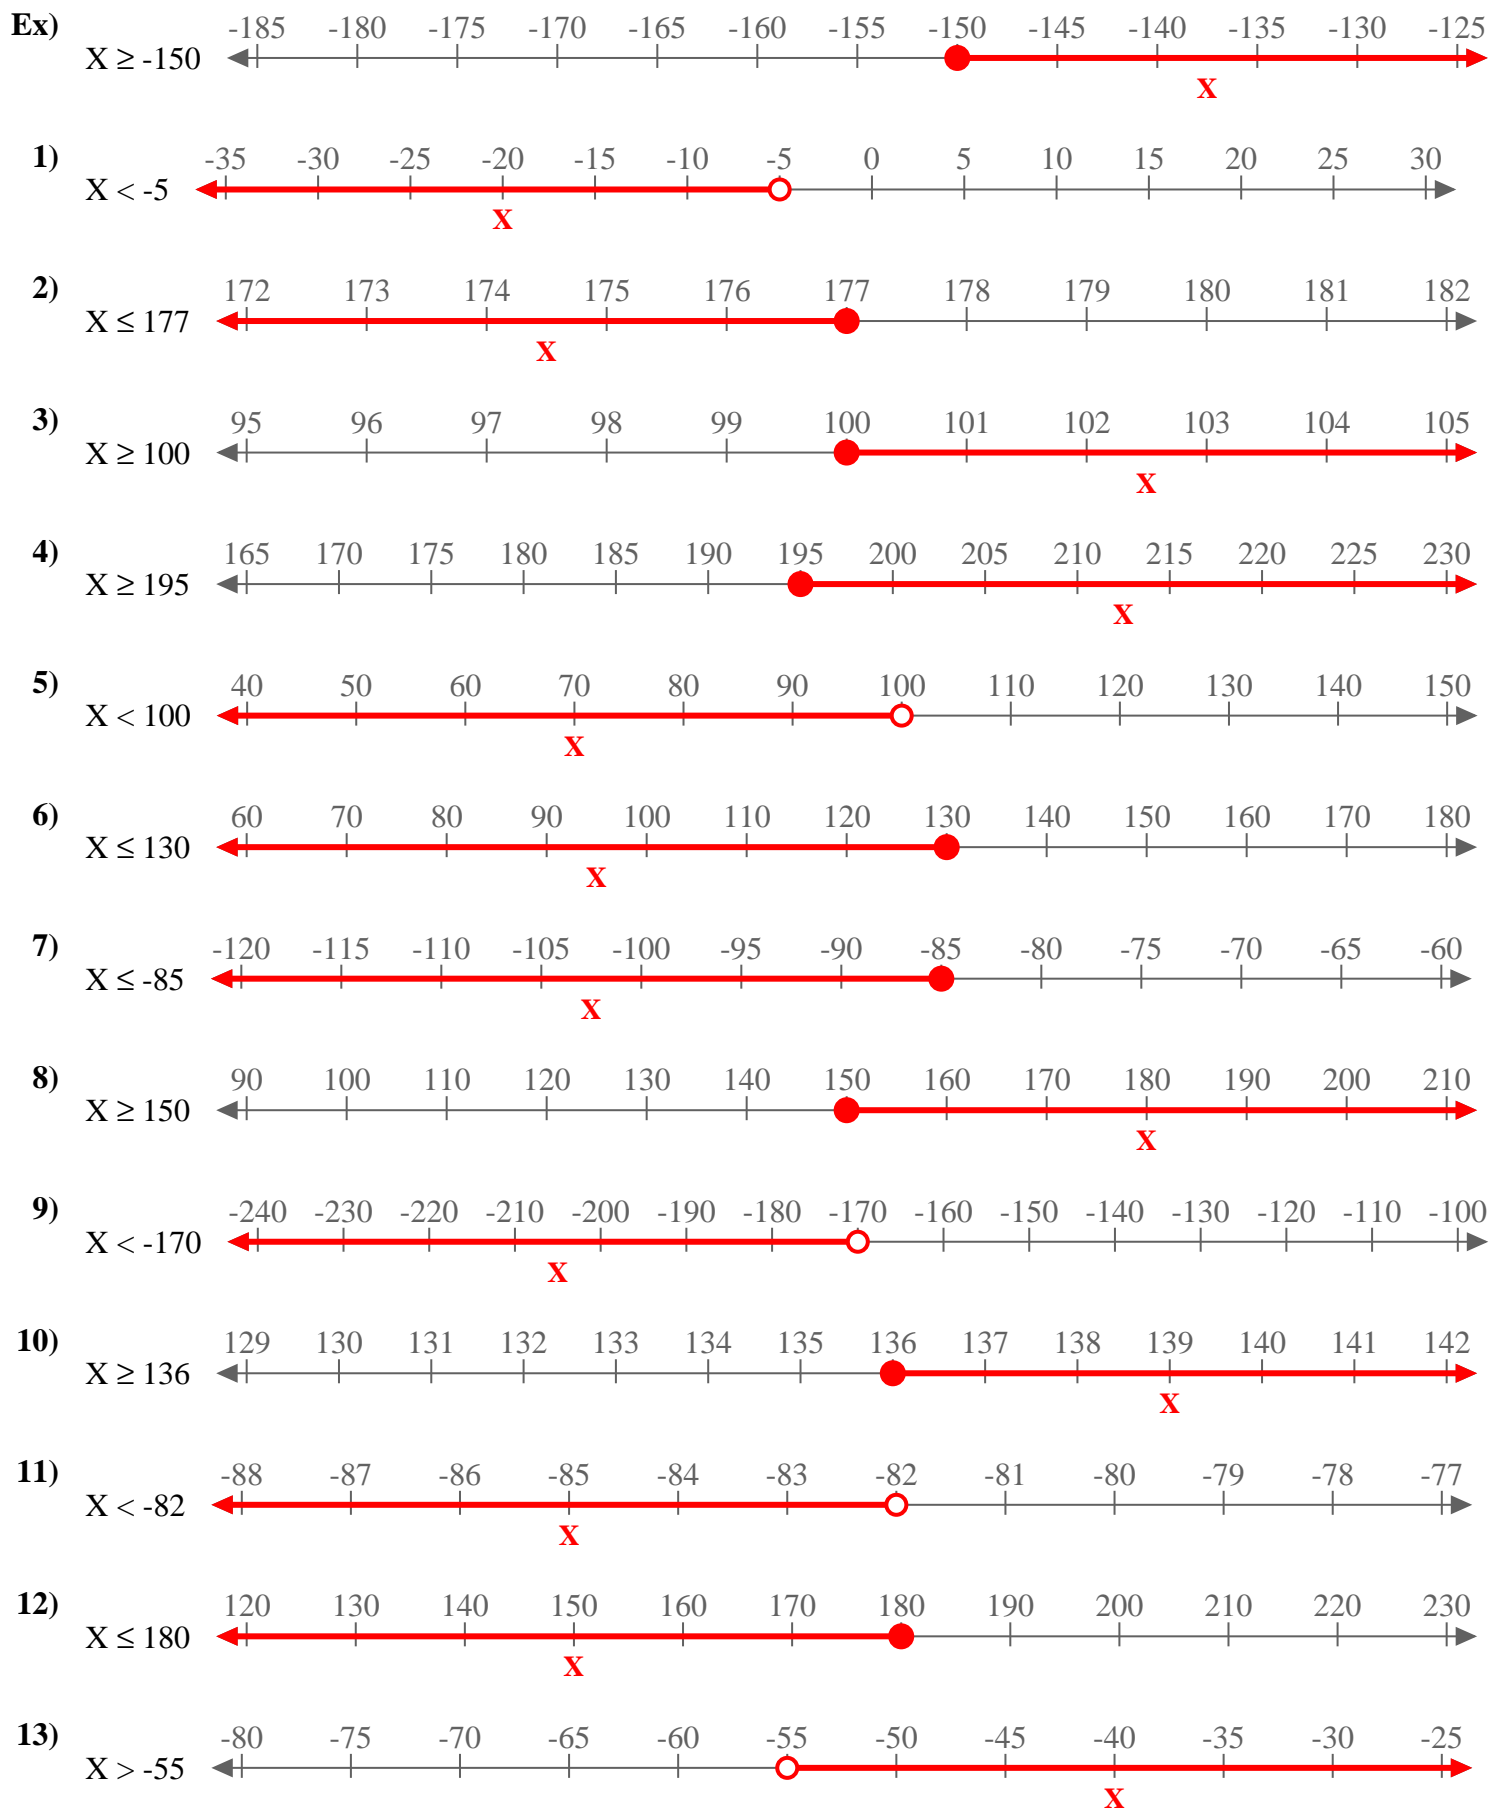 Ex) -185 -180 -175 -170 -165 -160 -155 -150 -145 -140 -135 -130 -125
X ≥ -150
X
1) -35 -30 -25 -20 -15 -10 -5 0 5 10 15 20 25 30
X < -5
X
2) 172 173 174 175 176 177 178 179 180 181 182
X ≤ 177
X
3) 95 96 97 98 99 100 101 102 103 104 105
X ≥ 100
X
4) 165 170 175 180 185 190 195 200 205 210 215 220 225 230
X ≥ 195
X
5) 40 50 60 70 80 90 100 110 120 130 140 150
X < 100
X
6) 60 70 80 90 100 110 120 130 140 150 160 170 180
X ≤ 130
X
7) -120 -115 -110 -105 -100 -95 -90 -85 -80 -75 -70 -65 -60
X ≤ -85
X
8) 90 100 110 120 130 140 150 160 170 180 190 200 210
X ≥ 150
X
9) -240 -230 -220 -210 -200 -190 -180 -170 -160 -150 -140 -130 -120 -110 -100
X < -170
X
10) 129 130 131 132 133 134 135 136 137 138 139 140 141 142
X ≥ 136
X
11) -88 -87 -86 -85 -84 -83 -82 -81 -80 -79 -78 -77
X < -82
X
12) 120 130 140 150 160 170 180 190 200 210 220 230
X ≤ 180
X
13) -80 -75 -70 -65 -60 -55 -50 -45 -40 -35 -30 -25
X > -55
X